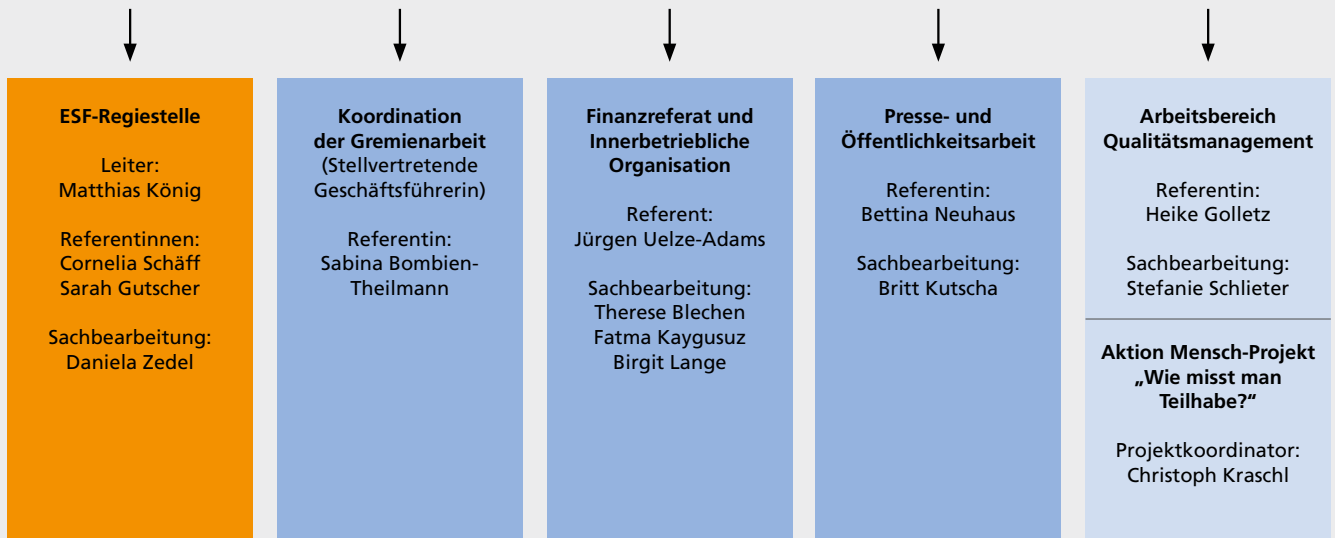 ESF-Regiestelle
Leiter:
Matthias König
Referentinnen:
Cornelia Schäff
Sarah Gutscher
Sachbearbeitung:
Daniela Zedel
Koordination
der Gremienarbeit
(Stellvertretende
Geschäftsführerin)
Referentin:
Sabina Bombien-
Theilmann
Finanzreferat und
Innerbetriebliche
Organisation
Referent:
Jürgen Uelze-Adams
Sachbearbeitung:
Therese Blechen
Fatma Kaygusuz
Birgit Lange
Presse- und
Öffentlichkeitsarbeit
Referentin:
Bettina Neuhaus
Sachbearbeitung:
Britt Kutscha
Arbeitsbereich
Qualitätsmanagement
Referentin:
Heike Golletz
Sachbearbeitung:
Stefanie Schlieter
Aktion Mensch-Projekt
„Wie misst man
Teilhabe?“
Projektkoordinator:
Christoph Kraschl